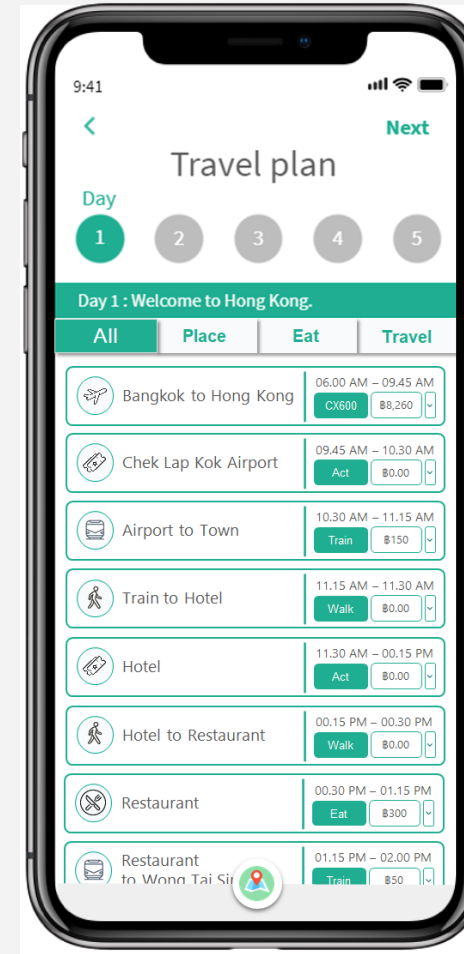 9:41
Next
Travel plan
Day
1 2 3 4 5
Day 1 : Welcome to Hong Kong.
All Place Eat Travel
Bangkok to Hong Kong
06.00 AM – 09.45 AM
CX600 ฿8,260
Chek Lap Kok Airport
09.45 AM – 10.30 AM
Act ฿0.00
Airport to Town
10.30 AM – 11.15 AM
Train ฿150
Train to Hotel
11.15 AM – 11.30 AM
Walk ฿0.00
Hotel
11.30 AM – 00.15 PM
Act ฿0.00
Hotel to Restaurant
00.15 PM – 00.30 PM
Walk ฿0.00
Restaurant
00.30 PM – 01.15 PM
Eat ฿300
Restaurant
to Wong Tai
01.15 PM – 02.00 PM
Train ฿50